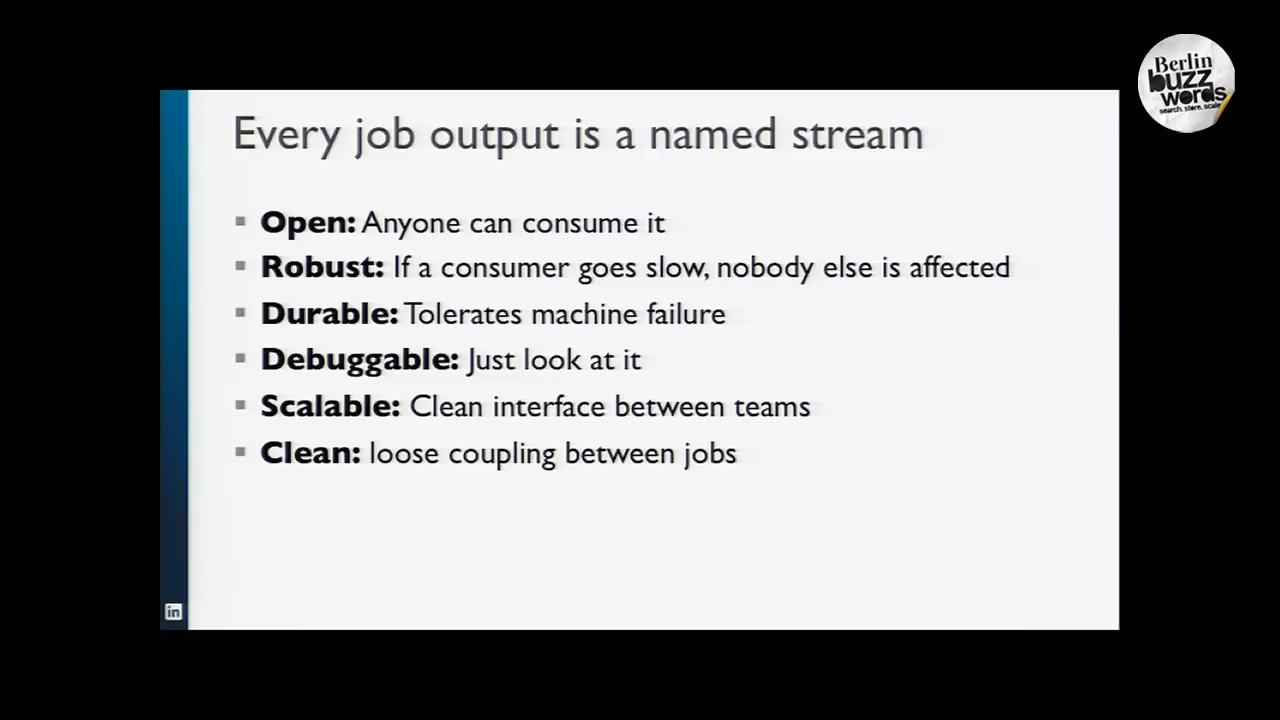 Berlin
buzz
words
search. store. scale
Every job output is a named stream
Open: Anyone can consume it
Robust: If a consumer goes slow, nobody else is affected
Durable: Tolerates machine failure
Debuggable: Just look at it
Scalable: Clean interface between teams
Clean: loose coupling between jobs
in